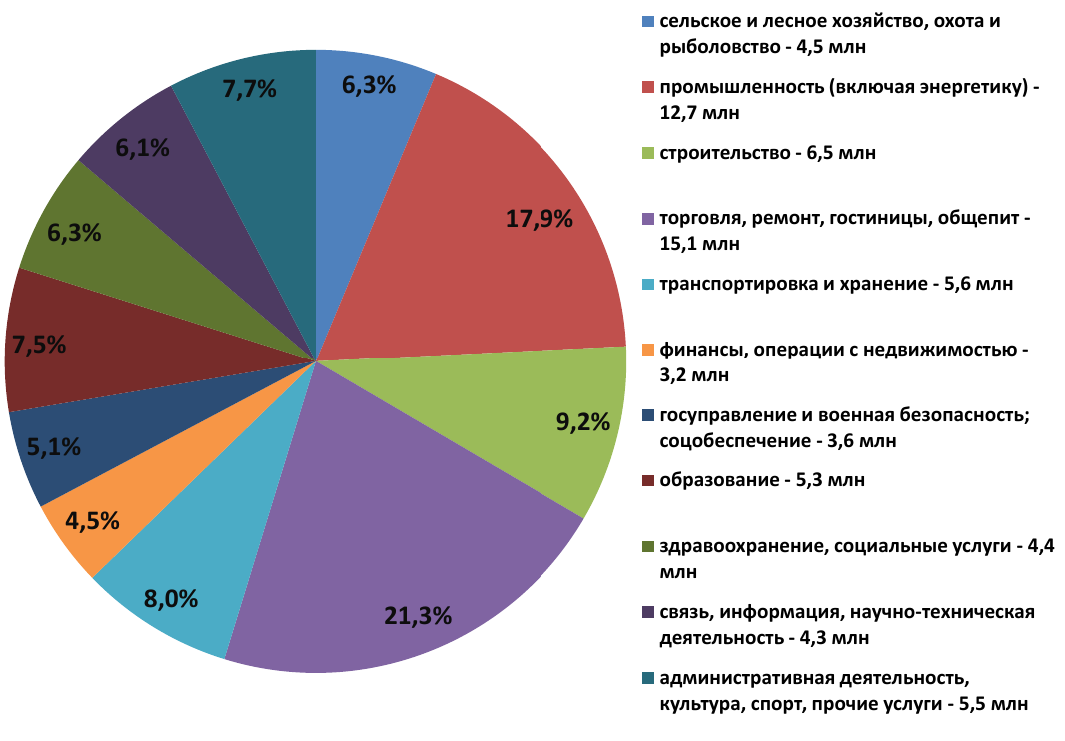 сельское и лесное хозяйство, охота и
рыболовство - 4,5 млн
промышленность (включая энергетику) -
12,7 млн
строительство - 6,5 млн
торговля, ремонт, гостиницы, общепит -
15,1 млн
транспортировка и хранение - 5,6 млн
финансы, операции с недвижимостью -
3,2 млн
госуправление и военная безопасность;
соцобеспечение - 3,6 млн
образование - 5,3 млн
здравоохранение, социальные услуги - 4,4
млн
связь, информация, научно-техническая
деятельность - 4,3 млн
административная деятельность,
культура, спорт, прочие услуги - 5,5 млн
6,3%
17,9%
9,2%
21,3%
8,0%
4,5%
5,1%
7,5%
6,3%
6,1%
7,7%